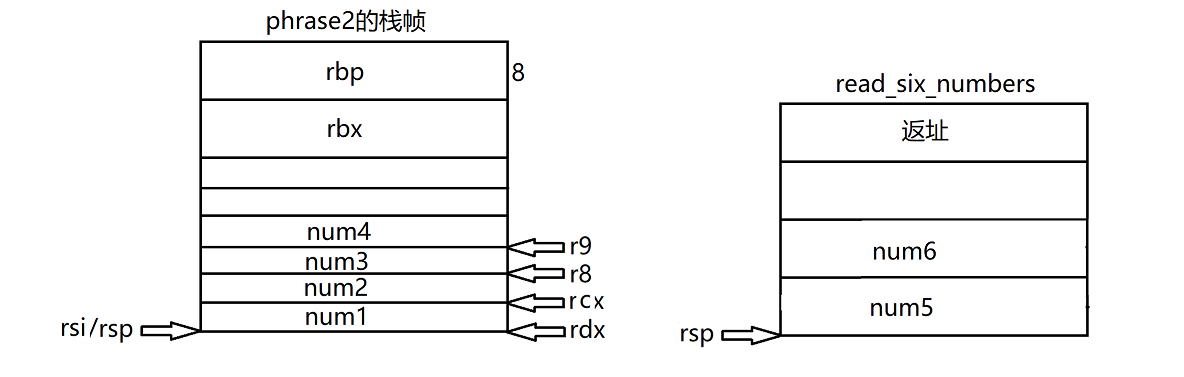 phrase2的栈帧
rbp
8
rbx
num4
r9
num3
r8
num2
rcx
num1
rsi/rsp
rdx
read_six_numbers
返址
num6
num5
rsp